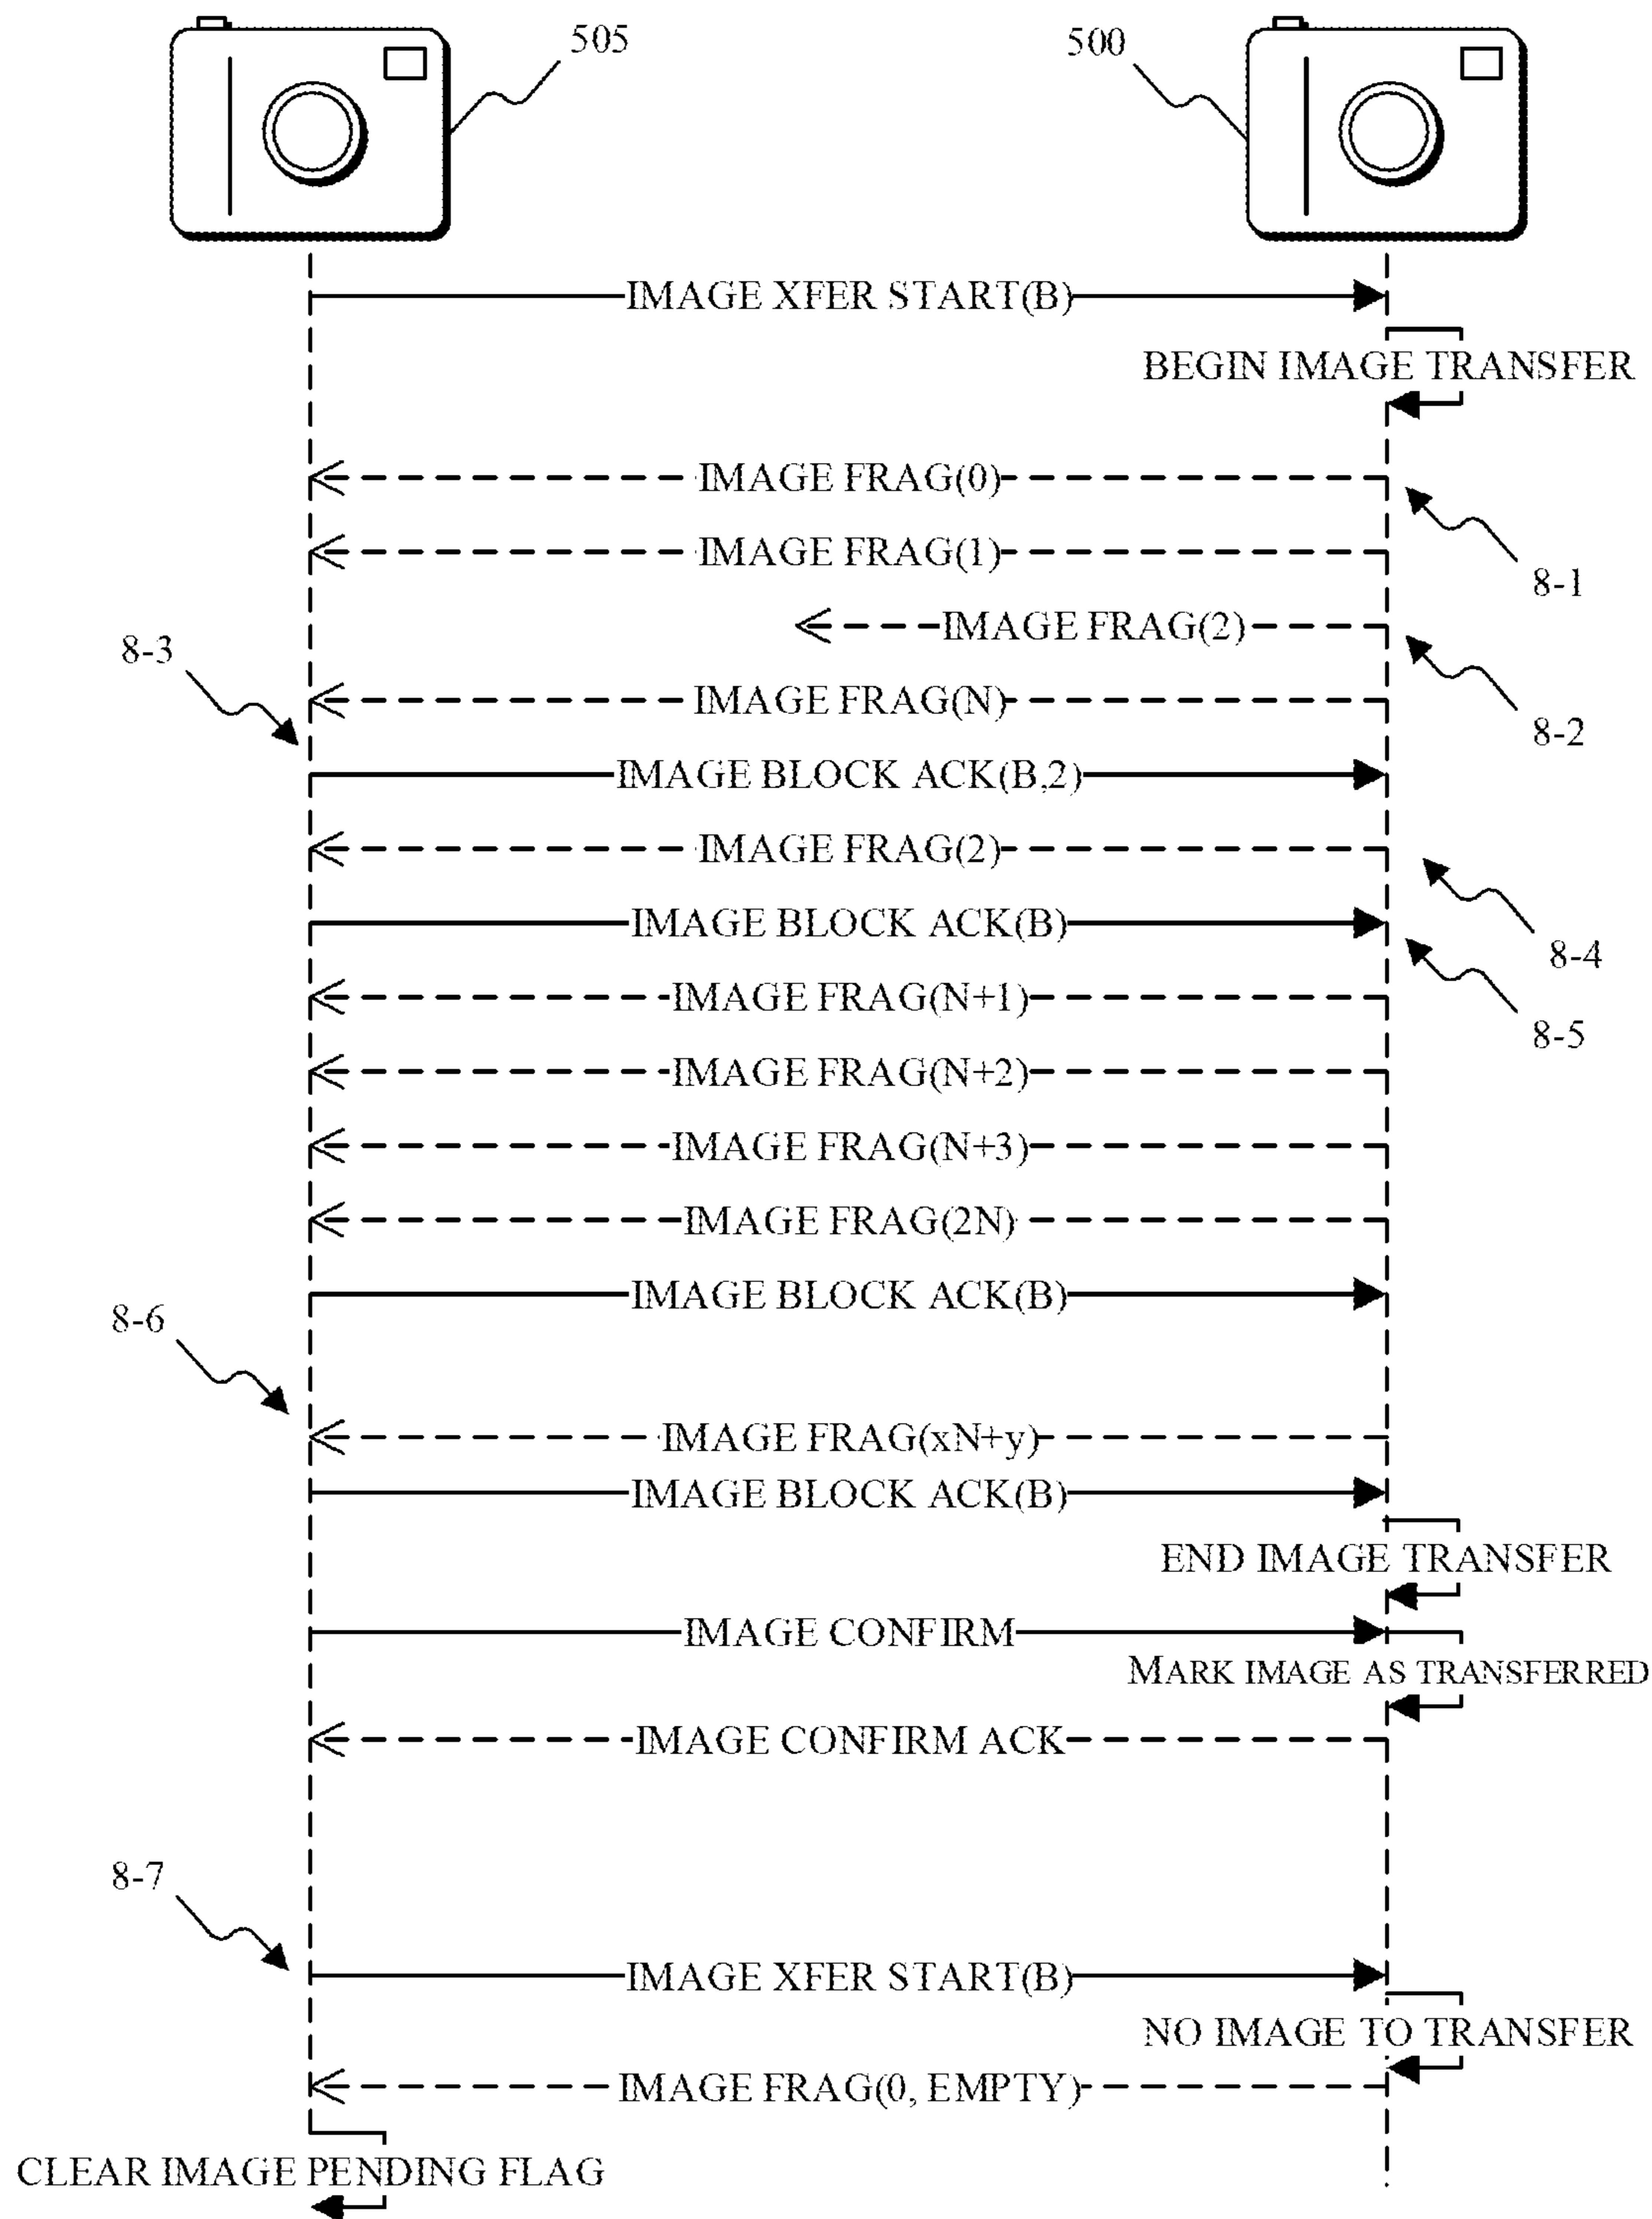 505
500
IMAGE XFER START(B)
BEGIN IMAGE TRANSFER
IMAGE FRAG(0)
IMAGE FRAG(1)
8-1
IMAGE FRAG(2)
8-3
IMAGE FRAG(N)
8-2
IMAGE BLOCK ACK(B,2)
IMAGE FRAG(2)
IMAGE BLOCK ACK(B)
8-4
IMAGE FRAG(N+1)
8-5
IMAGE FRAG(N+2)
IMAGE FRAG(N+3)
IMAGE FRAG(2N)
IMAGE BLOCK ACK(B)
8-6
IMAGE FRAG(xN+y)
IMAGE BLOCK ACK(B)
END IMAGE TRANSFER
IMAGE CONFIRM
MARK IMAGE AS TRANSFERRED
IMAGE CONFIRM ACK
8-7
IMAGE XFER START(B)
NO IMAGE TO TRANSFER
IMAGE FRAG(0, EMPTY)
CLEAR IMAGE PENDING FLAG